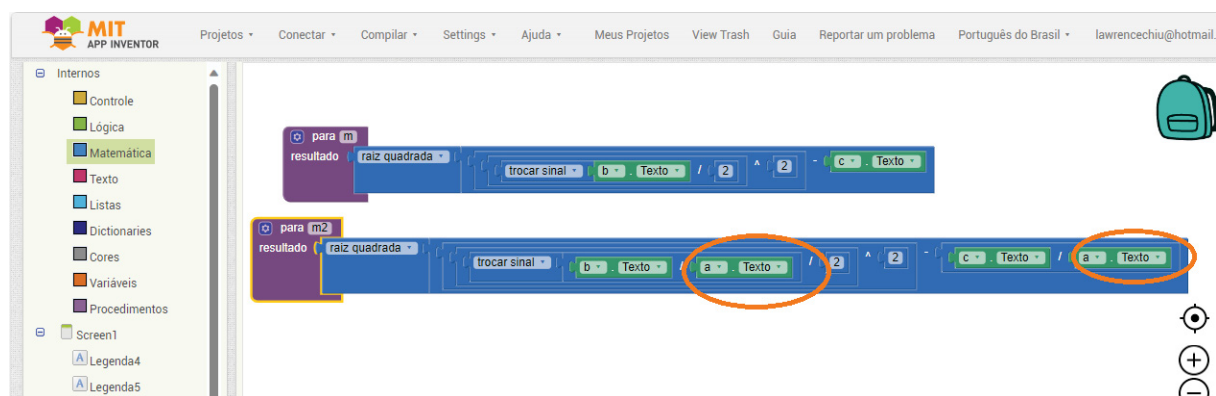 MIT
APP INVENTOR
Projetos Conectar Compilar Settings Ajuda Meus Projetos View Trash Guia Reportar um problema Português do Brasil lawrencechiu@hotmail.
Internos
Controle
Lógica
Matemática
Texto
Listas
Dictionaries
Cores
Variáveis
Procedimentos
Screen1
Legenda4
Legenda5
para m
resultado raiz quadrada trocar sinal b . Texto / 2 ^ 2 - c . Texto
para m2
resultado raiz quadrada trocar sinal b . Texto / a . Texto / 2 ^ 2 - c . Texto / a . Texto